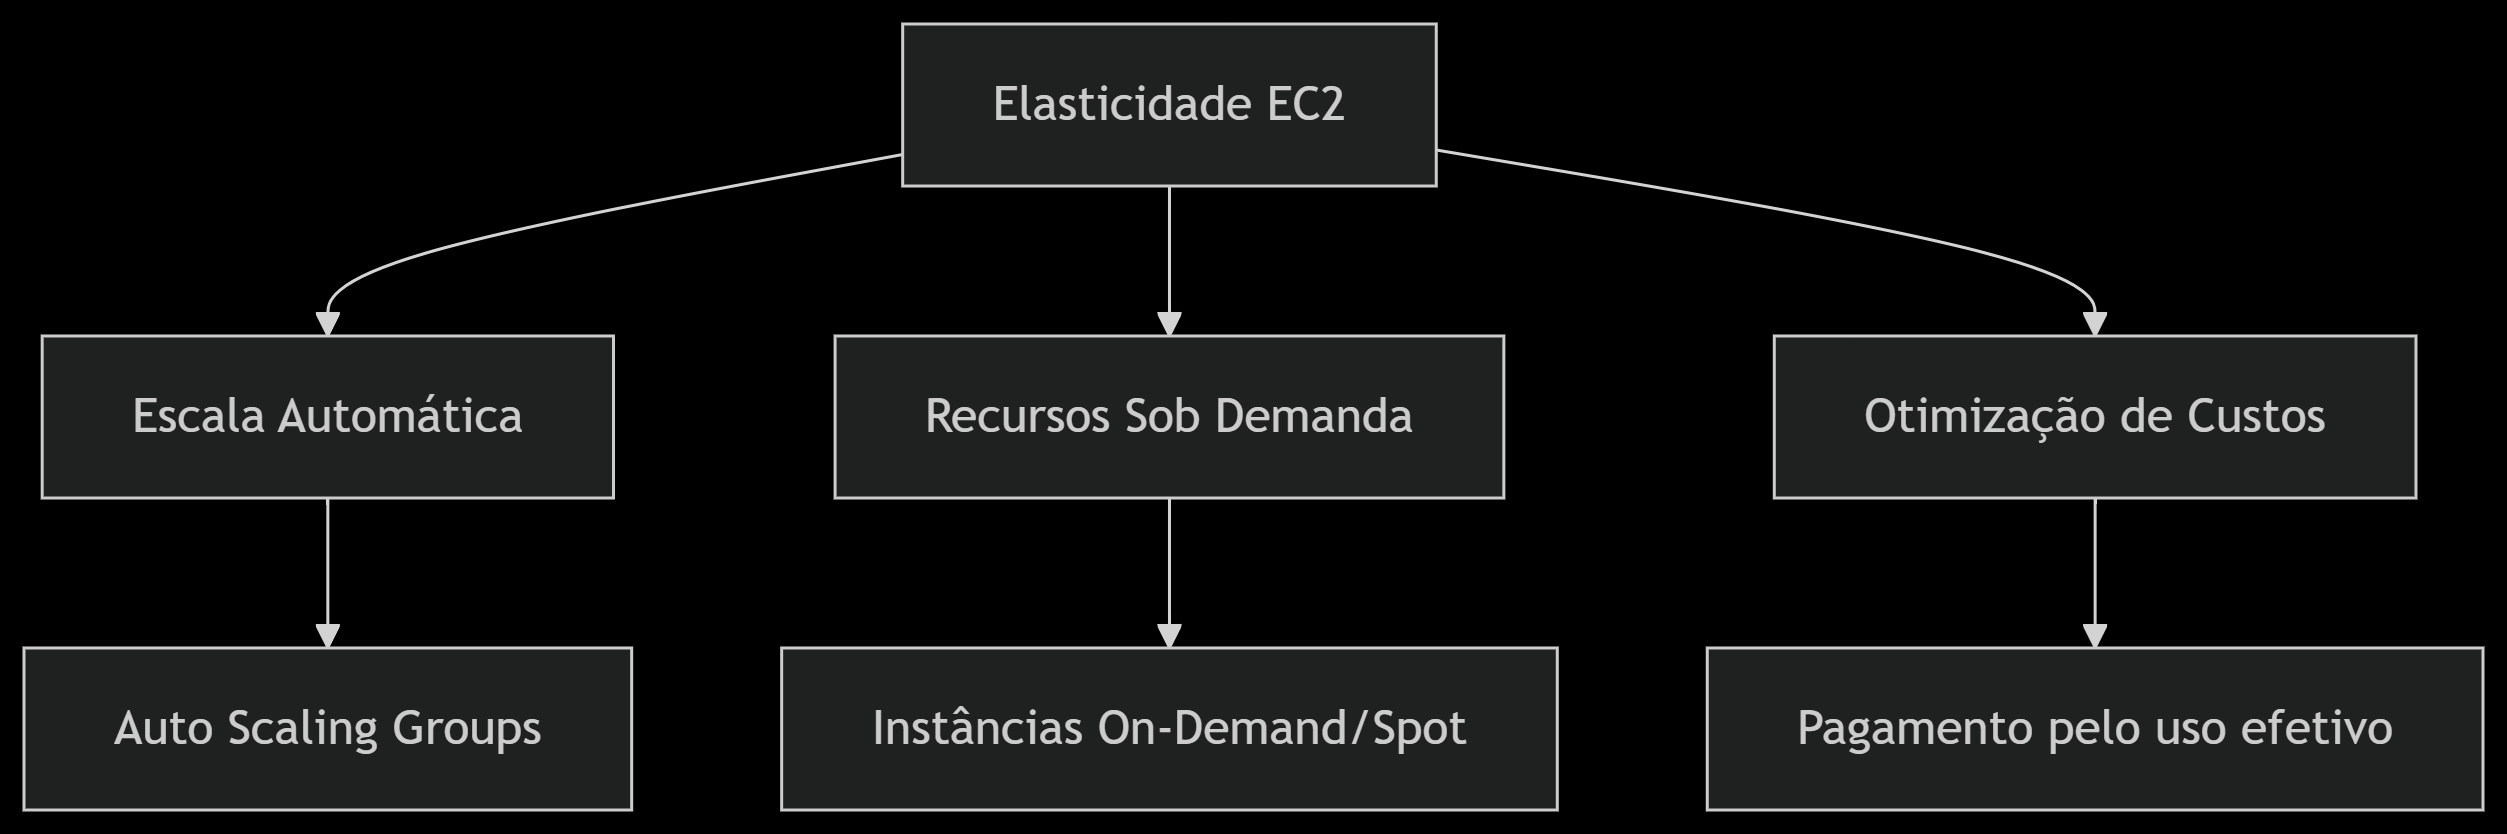 Elasticidade EC2
Escala Automática
Recursos Sob Demanda
Otimização de Custos
Auto Scaling Groups
Instâncias On-Demand/Spot
Pagamento pelo uso efetivo